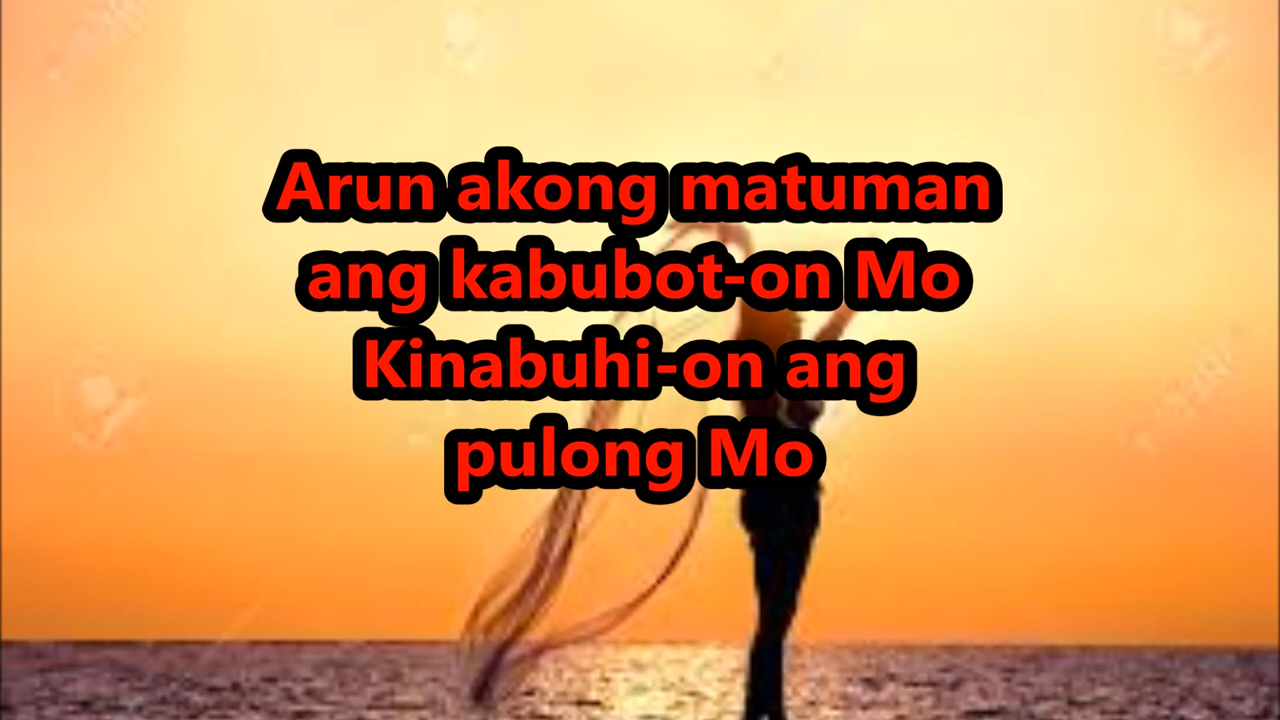 Arun akong matuman
ang kabubot-on Mo
Kinabuhi-on ang
pulong Mo